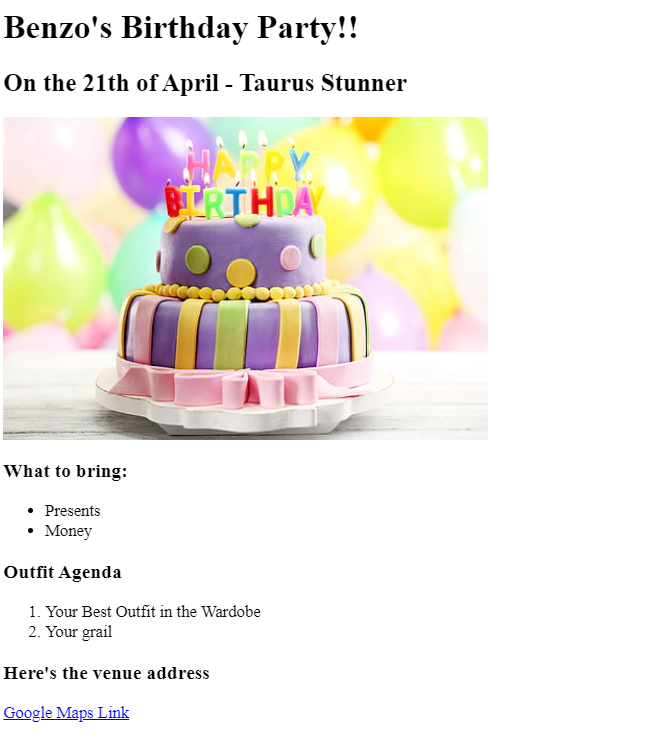 Benzo's Birthday Party!!
On the 21th of April - Taurus Stunner
HAPPY
BIRTHDAY
What to bring:
Presents
Money
Outfit Agenda
1. Your Best Outfit in the Wardobe
2. Your grail
Here's the venue address
Google Maps Link